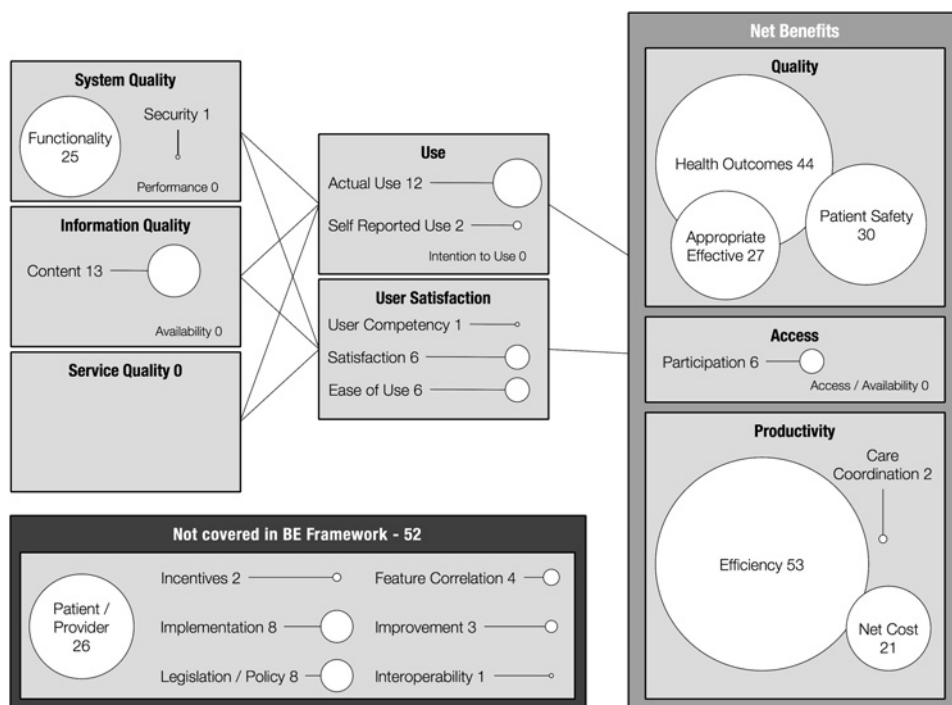 System Quality
Functionality
25
Security 1
Performance 0
Information Quality
Content 13
Availability 0
Service Quality 0
Use
Actual Use 12
Self Reported Use 2
Intention to Use 0
User Satisfaction
User Competency 1
Satisfaction 6
Ease of Use 6
Net Benefits
Quality
Health Outcomes 44
Appropriate
Effective 27
Patient Safety
30
Access
Participation 6
Access / Availability 0
Productivity
Care
Coordination 2
Efficiency 53
Net Cost
21
Not covered in BE Framework - 52
Patient /
Provider
26
Incentives 2
Implementation 8
Legislation / Policy 8
Feature Correlation 4
Improvement 3
Interoperability 1